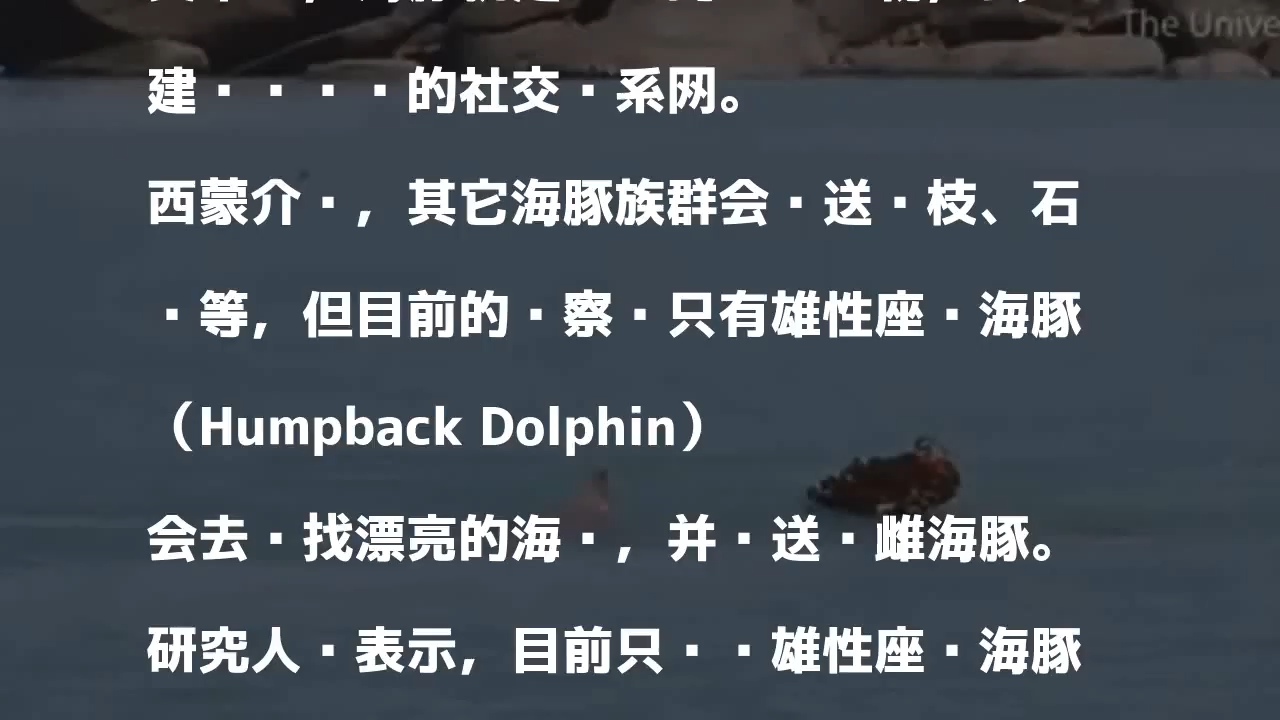 The Unive
建····的社交·系网。
西蒙介·，其它海豚族群会·送·枝、石
·等，但目前的·察·只有雄性座·海豚
（Humpback Dolphin）
会去·找漂亮的海·，并·送·雌海豚。
研究人·表示，目前只··雄性座·海豚